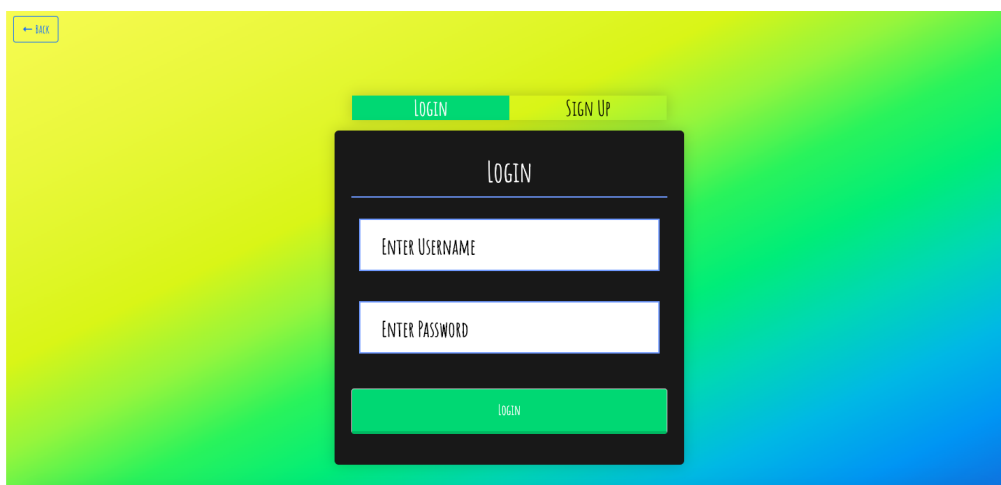 ← Back
Login Sign Up
Login
Enter Username
Enter Password
Login